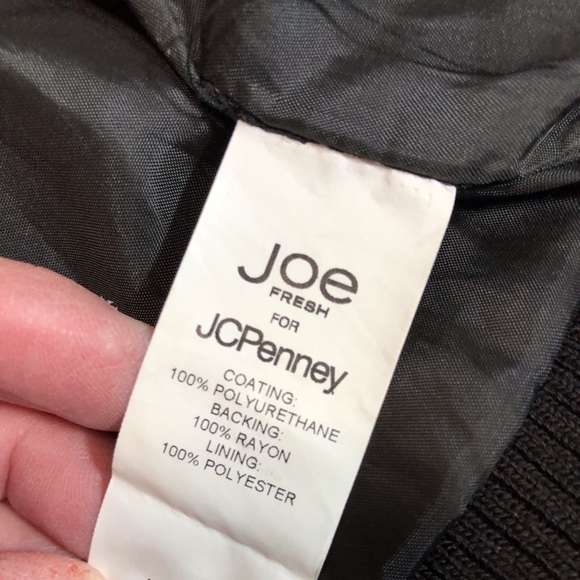 Joe
FRESH
FOR
JCPenney
COATING:
100% POLYURETHANE
BACKING:
100% RAYON
LINING:
100% POLYESTER